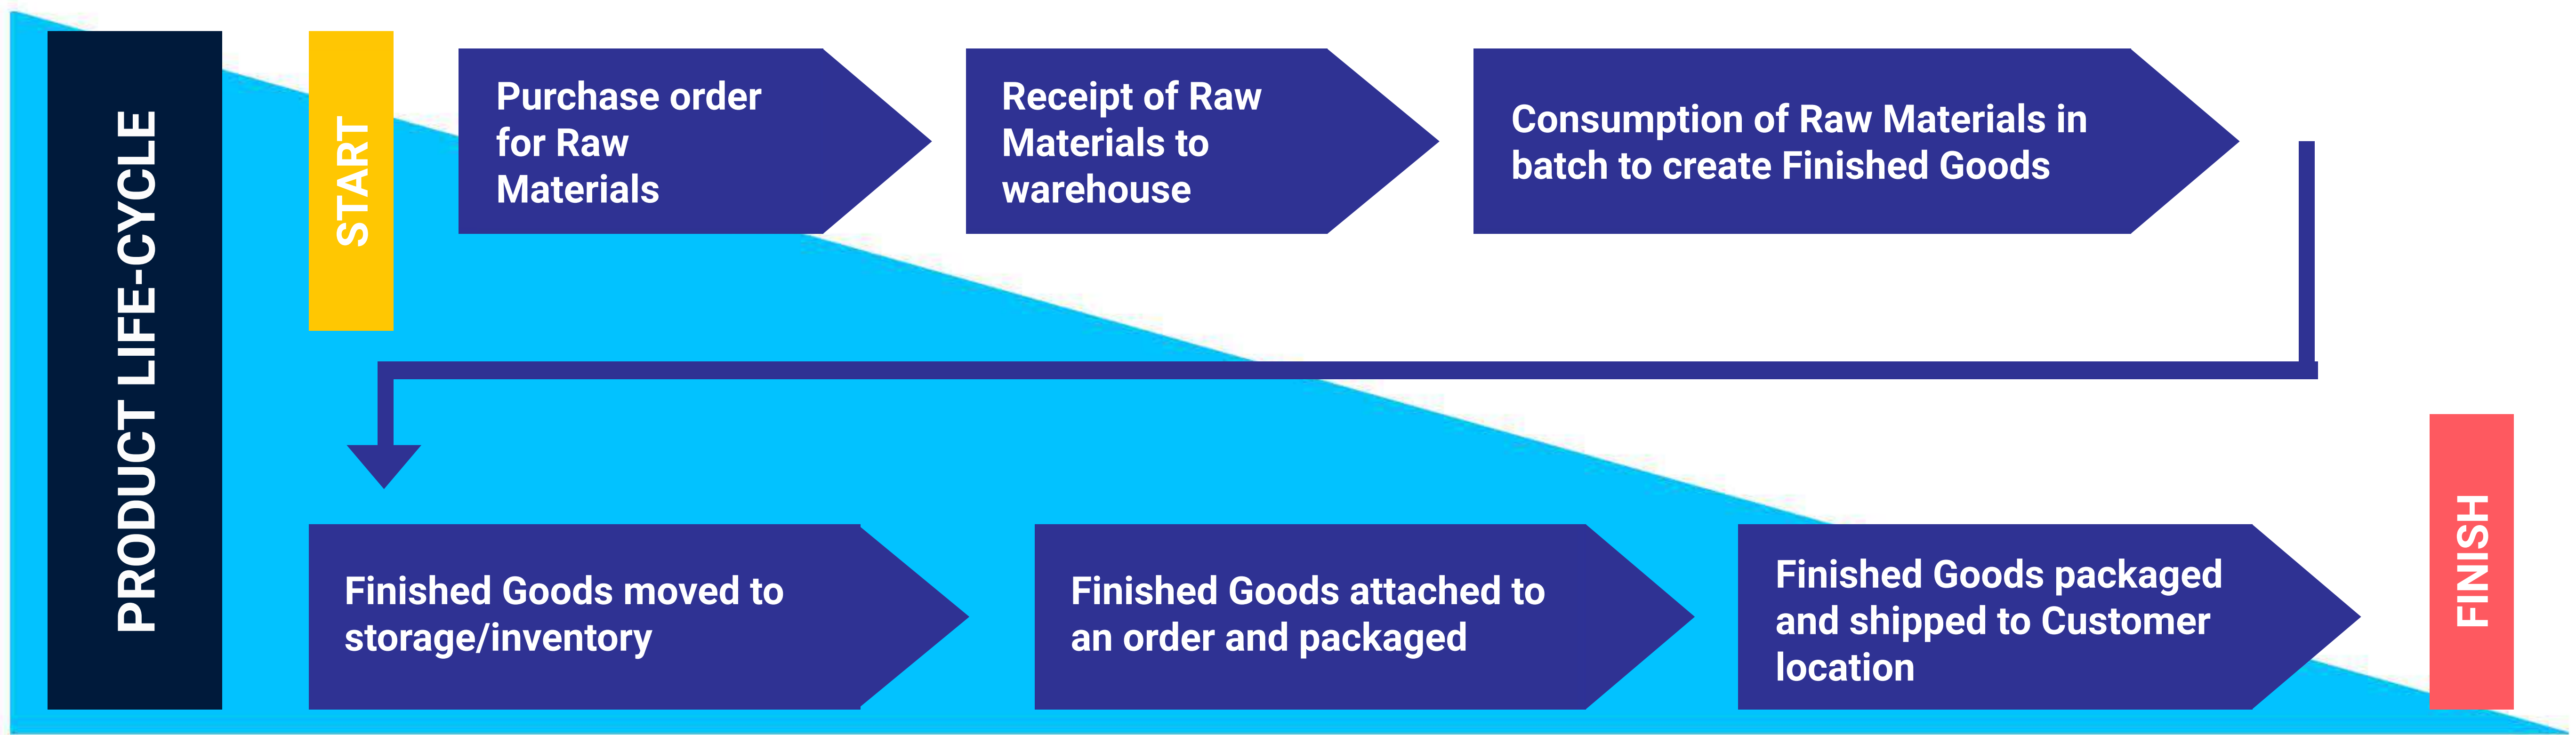 PRODUCT LIFE-CYCLE
START
Purchase order
for Raw
Materials
Receipt of Raw
Materials to
warehouse
Consumption of Raw Materials in
batch to create Finished Goods
Finished Goods moved to
storage/inventory
Finished Goods attached to
an order and packaged
Finished Goods packaged
and shipped to Customer
location
FINISH